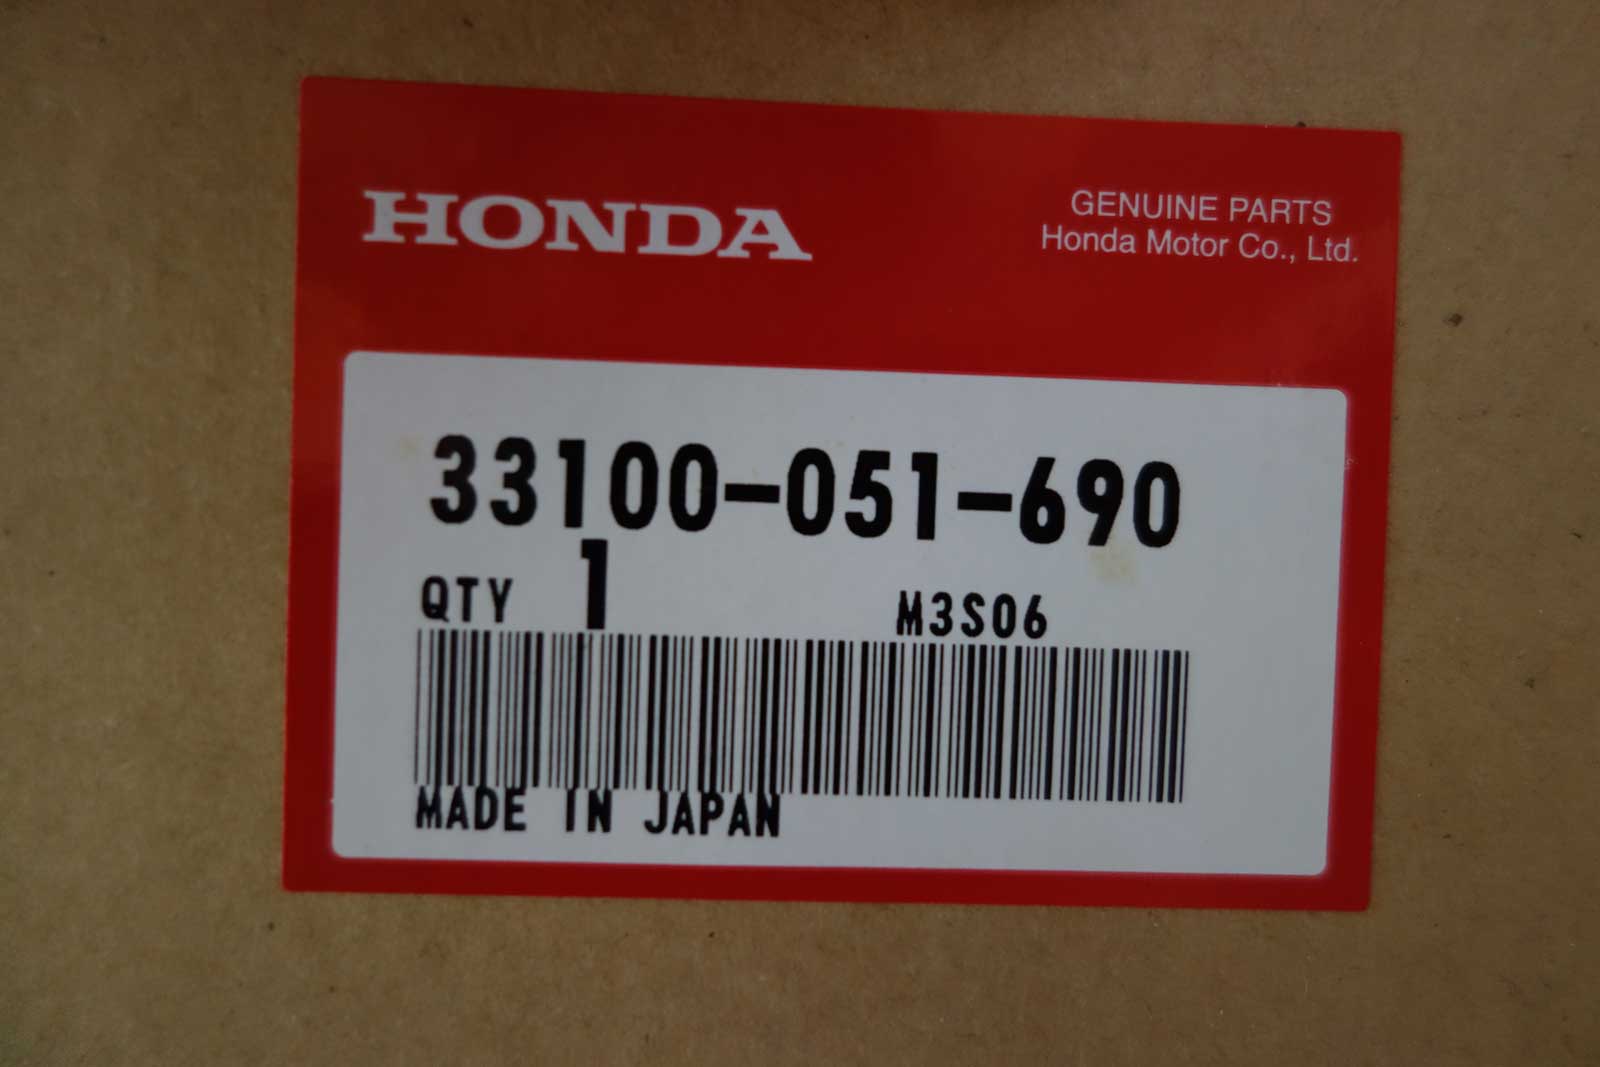 HONDA
GENUINE PARTS
Honda Motor Co., Ltd.
33100-051-690
QTY 1 M3S06
MADE IN JAPAN